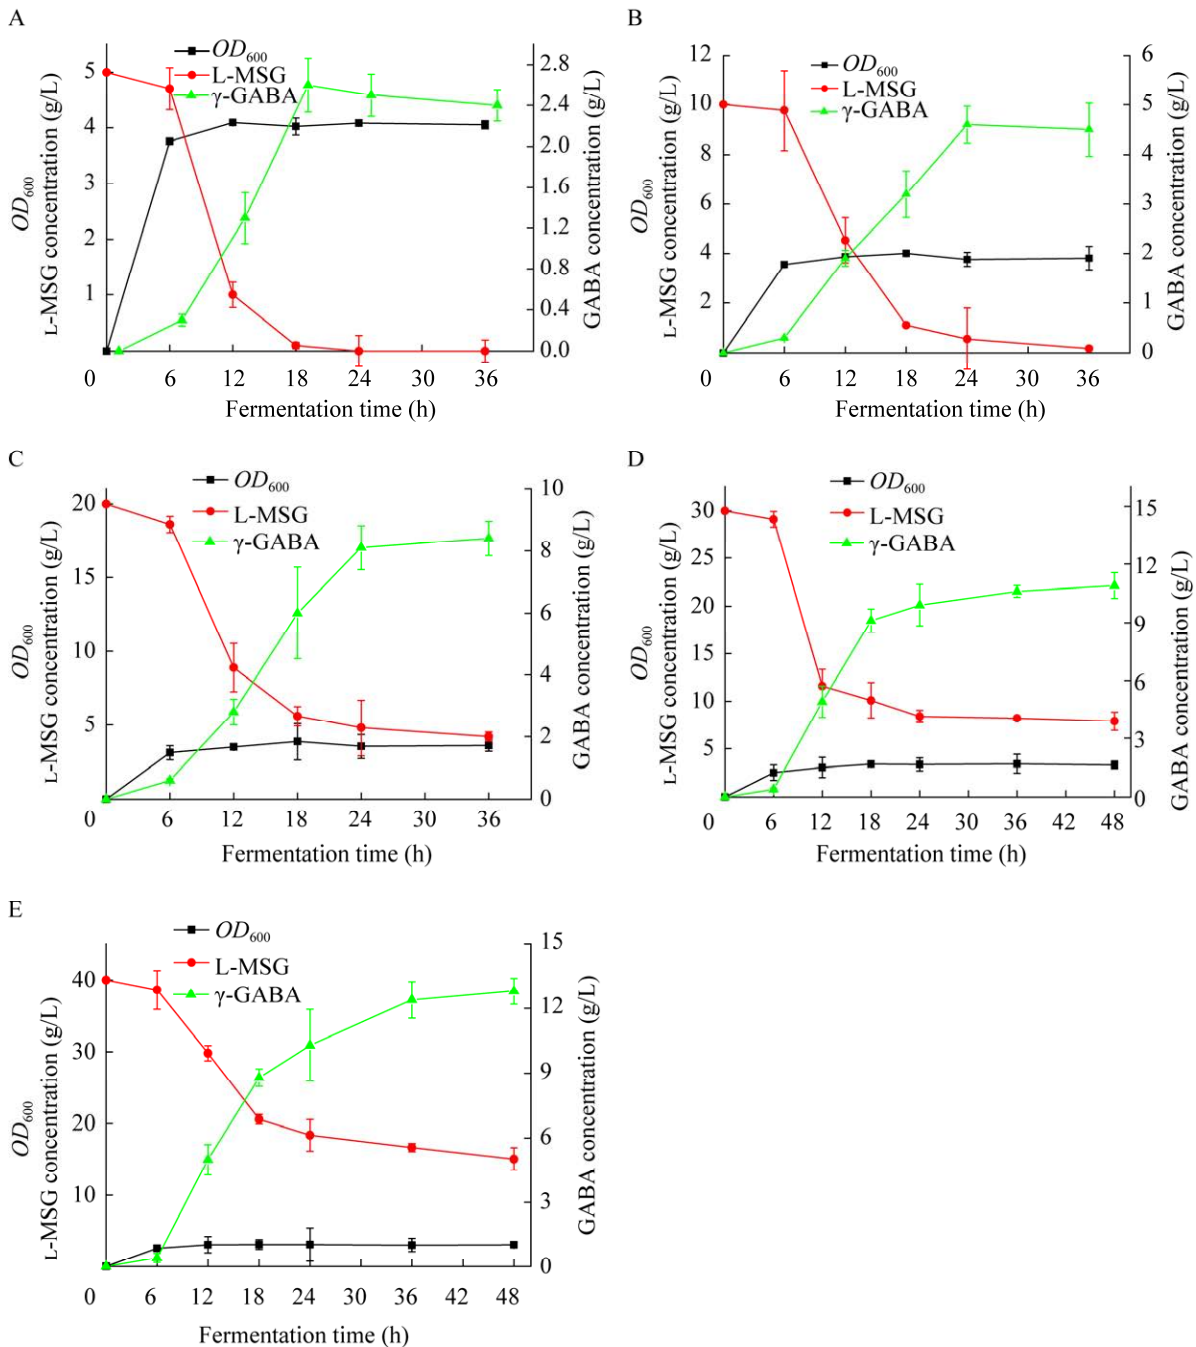 A
OD600
L-MSG
γ-GABA
5
4
3
2
1
2.8
2.4
2.0
1.6
1.2
0.8
0.4
0.0
OD600
L-MSG concentration (g/L)
GABA concentration (g/L)
0 6 12 18 24 30 36
Fermentation time (h)
B
OD600
L-MSG
γ-GABA
12
10
8
6
4
2
6
5
4
3
2
1
0
OD600
L-MSG concentration (g/L)
GABA concentration (g/L)
0 6 12 18 24 30 36
Fermentation time (h)
C
OD600
L-MSG
γ-GABA
20
15
10
5
10
8
6
4
2
0
OD600
L-MSG concentration (g/L)
GABA concentration (g/L)
0 6 12 18 24 30 36
Fermentation time (h)
D
OD600
L-MSG
γ-GABA
30
25
20
15
10
5
15
12
9
6
3
0
OD600
L-MSG concentration (g/L)
GABA concentration (g/L)
0 6 12 18 24 30 36 42 48
Fermentation time (h)
E
OD600
L-MSG
γ-GABA
40
30
20
10
15
12
9
6
3
0
OD600
L-MSG concentration (g/L)
GABA concentration (g/L)
0 6 12 18 24 30 36 42 48
Fermentation time (h)